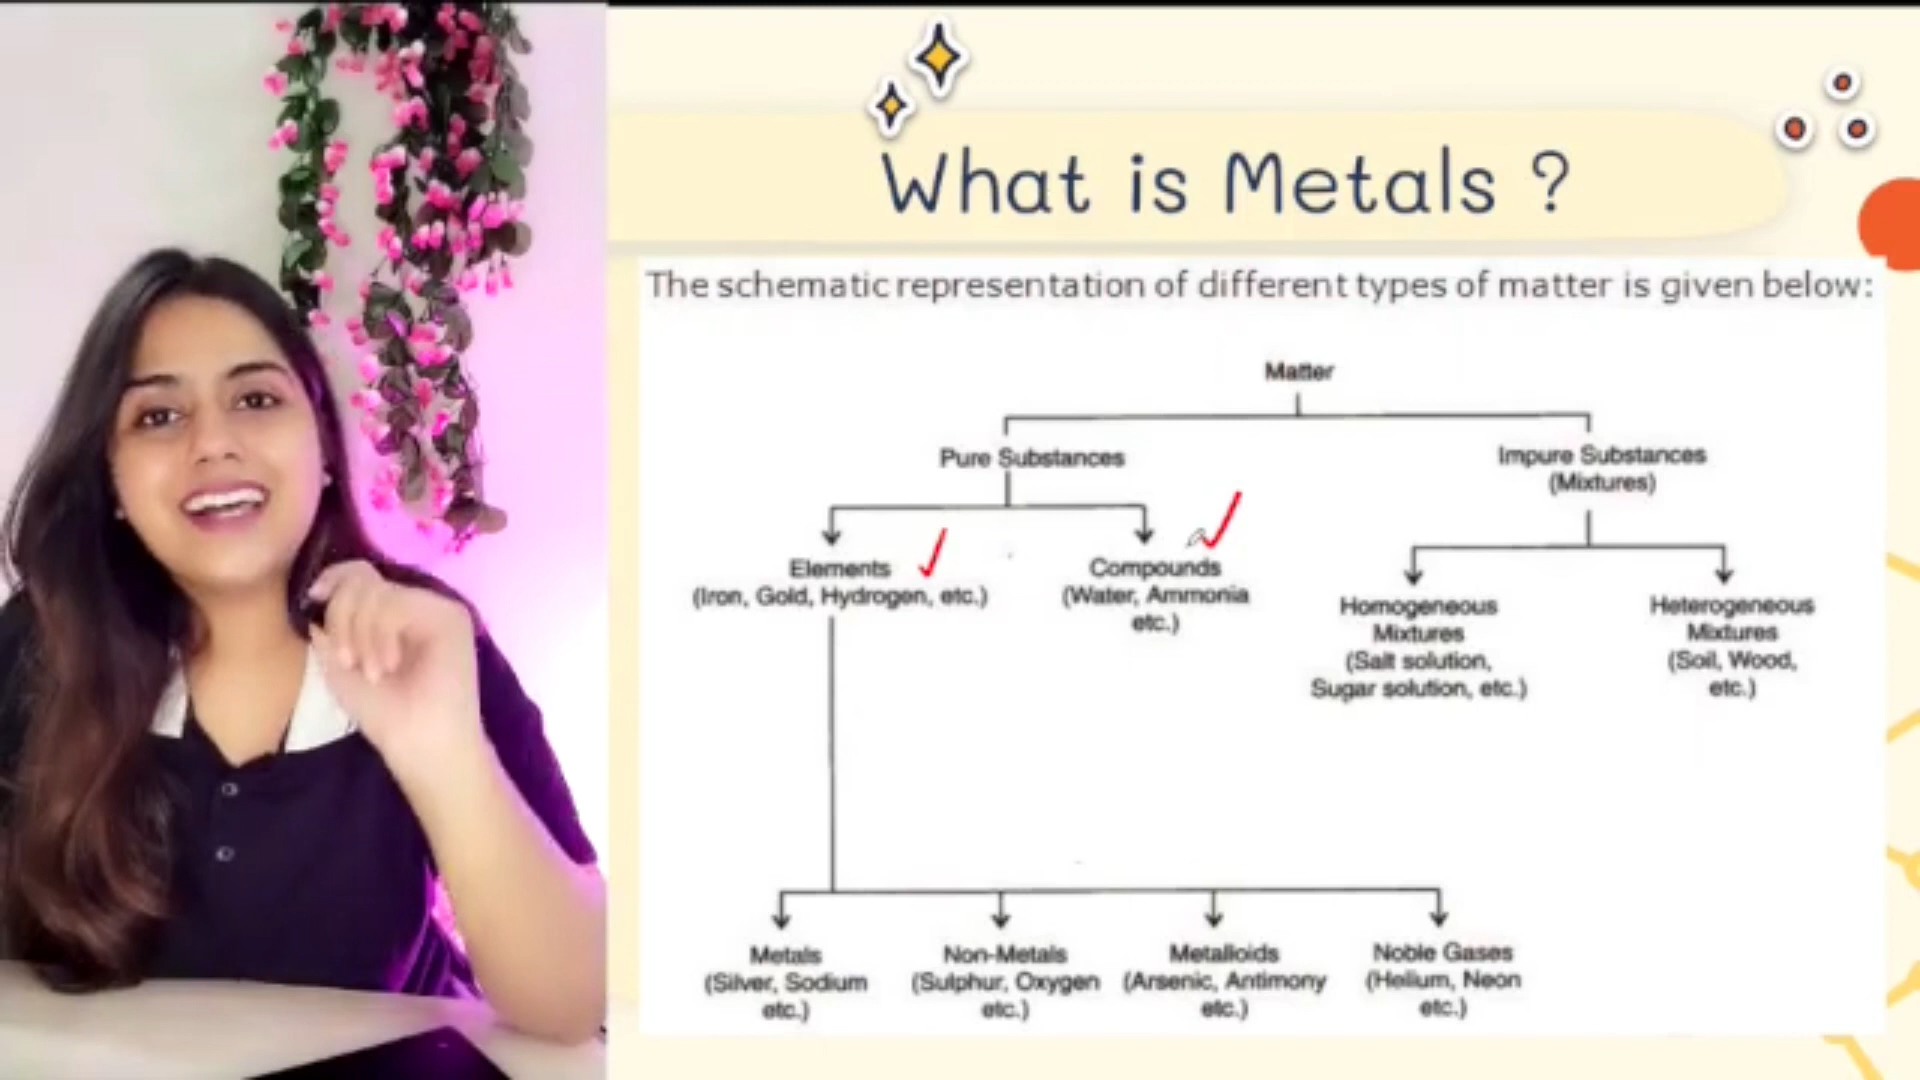 What is Metals ?
The schematic representation of different types of matter is given below:
Matter
Pure Substances
Impure Substances
(Mixtures)
Elements
(Iron, Gold, Hydrogen, etc.)
Compounds
(Water, Ammonia
etc.)
Homogeneous
Mixtures
(Salt solution,
Sugar solution, etc.)
Heterogeneous
Mixtures
(Soil, Wood,
etc.)
Metals
(Silver, Sodium
etc.)
Non-Metals
(Sulphur, Oxygen
etc.)
Metalloids
(Arsenic, Antimony
etc.)
Noble Gases
(Helium, Neon
etc.)